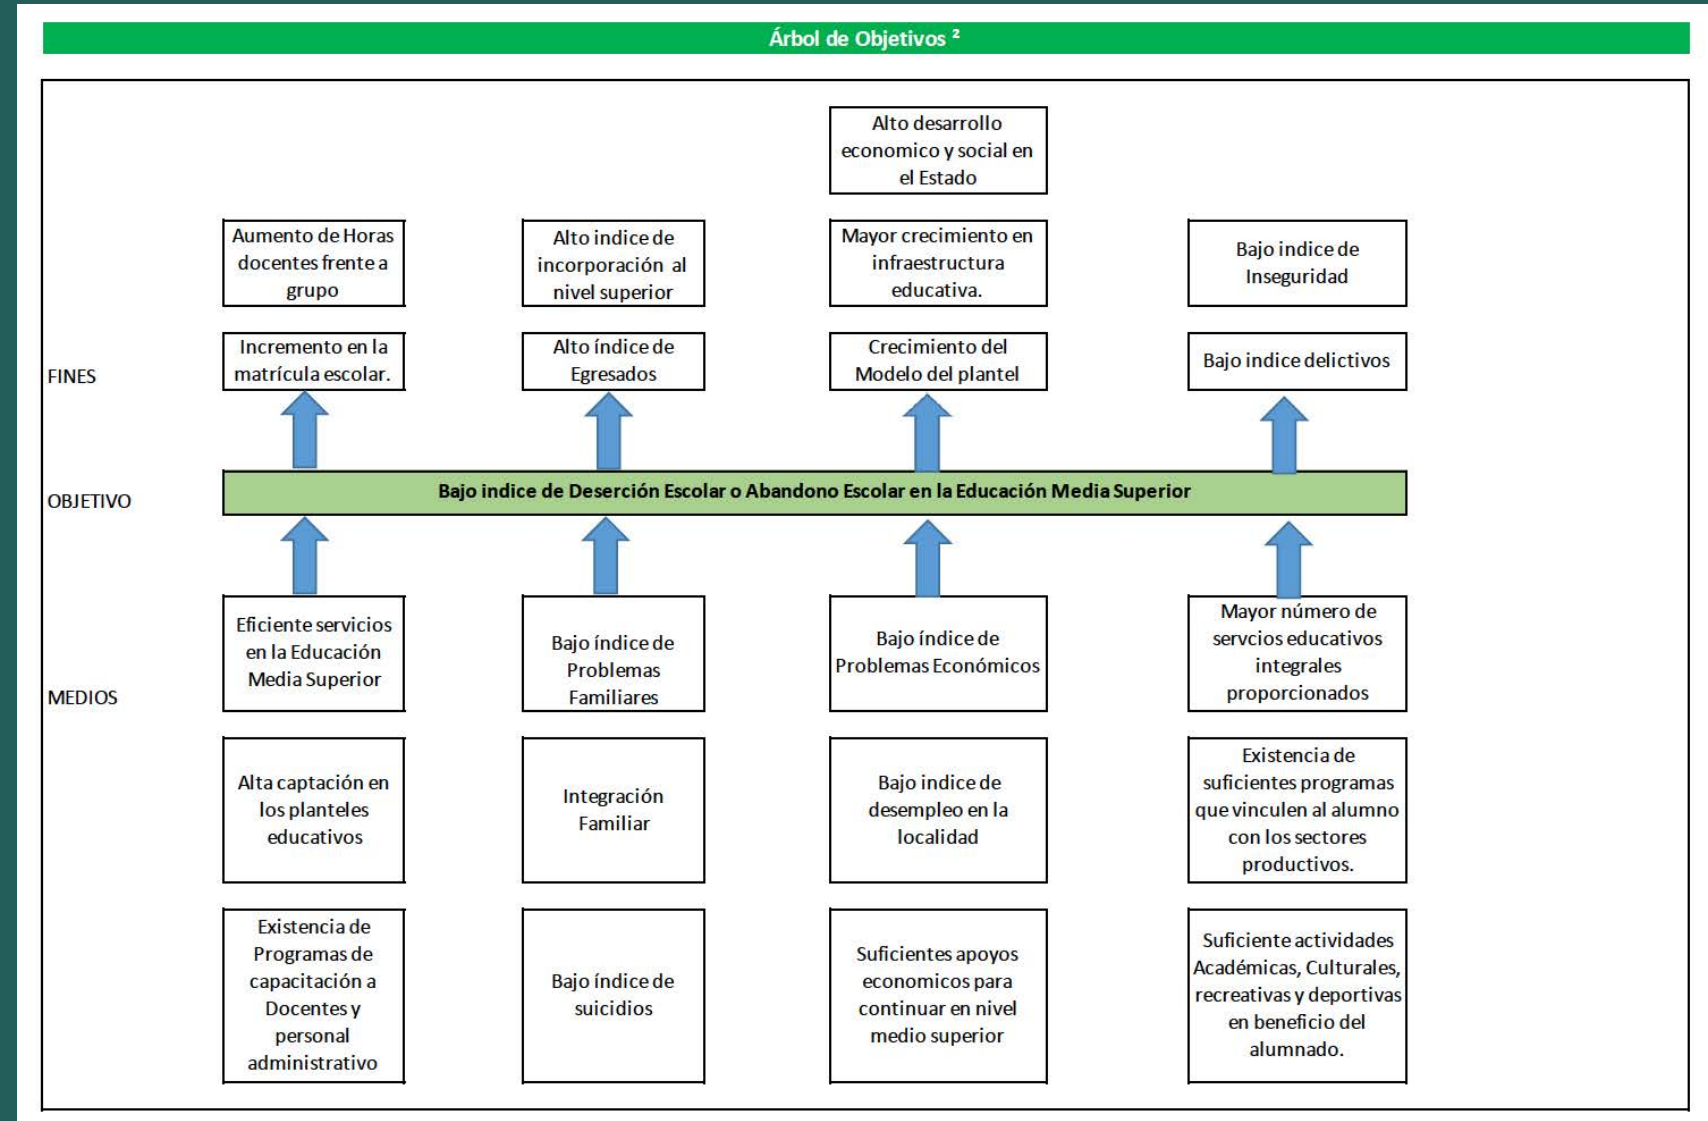 Árbol de Objetivos ²
Alto desarrollo
economico y social en
el Estado
Aumento de Horas
docentes frente a
grupo
Alto indice de
incorporación al
nivel superior
Mayor crecimiento en
infraestructura
educativa.
Bajo indice de
Inseguridad
FINES
Incremento en la
matrícula escolar.
Alto índice de
Egresados
Crecimiento del
Modelo del plantel
Bajo indice delictivos
OBJETIVO
Bajo indice de Deserción Escolar o Abandono Escolar en la Educación Media Superior
MEDIOS
Eficiente servicios
en la Educación
Media Superior
Bajo índice de
Problemas
Familiares
Bajo índice de
Problemas Económicos
Mayor número de
servcios educativos
integrales
proporcionados
Alta captación en
los planteles
educativos
Integración
Familiar
Bajo indice de
desempleo en la
localidad
Existencia de
suficientes programas
que vinculen al alumno
con los sectores
productivos.
Existencia de
Programas de
capacitación a
Docentes y
personal
administrativo
Bajo índice de
suicidios
Suficientes apoyos
economicos para
continuar en nivel
medio superior
Suficiente actividades
Académicas, Culturales,
recreativas y deportivas
en beneficio del
alumnado.